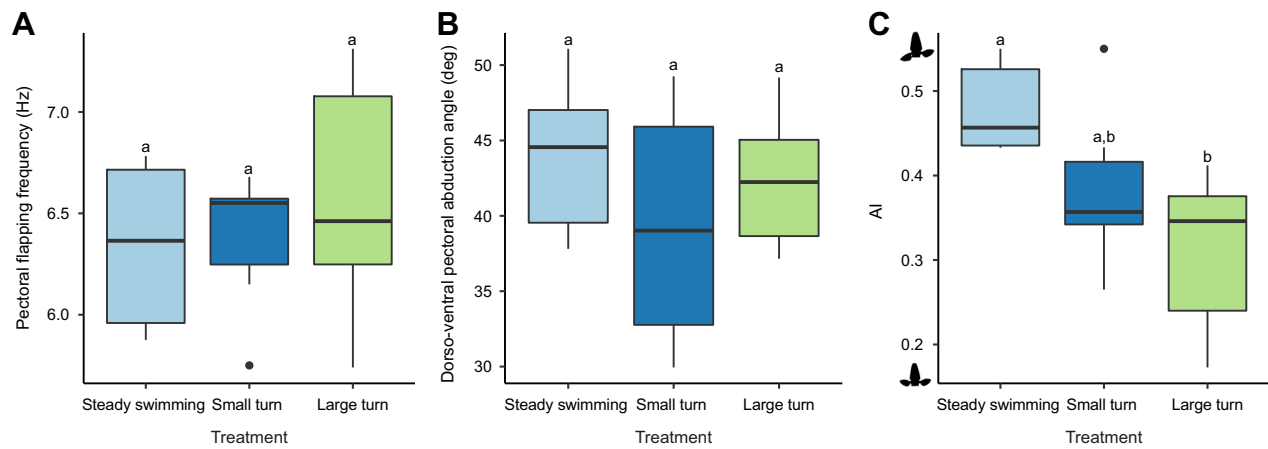 A
Pectoral flapping frequency (Hz)
7.0
6.5
6.0
a
a
a
Steady swimming
Small turn
Large turn
Treatment
B
Dorso-ventral pectoral abduction angle (deg)
50
45
40
35
30
a
a
a
Steady swimming
Small turn
Large turn
Treatment
C
AI
0.5
0.4
0.3
0.2
a
a,b
b
Steady swimming
Small turn
Large turn
Treatment